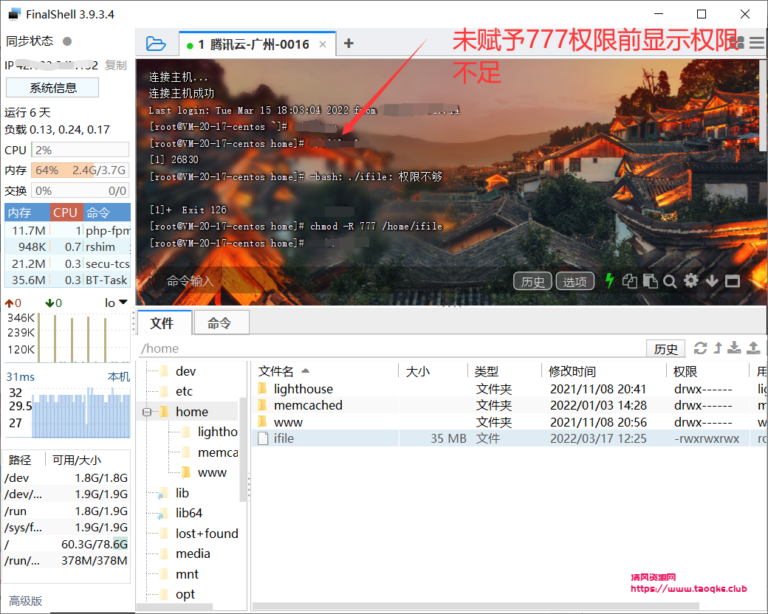 FinalShell 3.9.3.4
同步状态
IP
复制
系统信息
运行 6 天
负载 0.13, 0.24, 0.17
CPU 2%
内存 64% 2.4G/3.7G
交换 0% 0/0
内存 CPU 命令
11.7M 1 php-fpm
948K 0.7 rshim
21.2M 0.3 secu-tcs
35.6M 0.3 BT-Task
0 0 lo
346K
239K
120K
31ms 本机
32
29.5
27
路径 可用/大小
/dev 1.8G/1.8G
/dev/... 1.9G/1.9G
/run 1.8G/1.9G
/sys/f... 1.9G/1.9G
/ 60.3G/78.6G
/run/... 378M/378M
高级版
1 腾讯云-广州-0016
未赋予777权限前显示权限
不足
连接主机...
连接主机成功
Last login: Tue Mar 15 18:03:04 2022 from
[root@VM-20-17-centos ~]#
[root@VM-20-17-centos home]#
[1] 26830
[root@VM-20-17-centos home]# -bash: ./ifile: 权限不够
[1]+ Exit 126
[root@VM-20-17-centos home]# chmod -R 777 /home/ifile
[root@VM-20-17-centos home]#
命令输入
历史 选项
文件 命令
/home
历史
dev
etc
home
lightho
memca
www
lib
lib64
lost+found
media
mnt
opt
文件名 大小 类型 修改时间 权限 用
lighthouse 文件夹 2021/11/08 20:41 drwx------ lig
memcached 文件夹 2022/01/03 14:28 drwx------
www 文件夹 2021/11/08 20:56 drwx------
ifile 35 MB 文件 2022/03/17 12:25 -rwxrwxrwx
清风资源网
https://www.taoqke.club